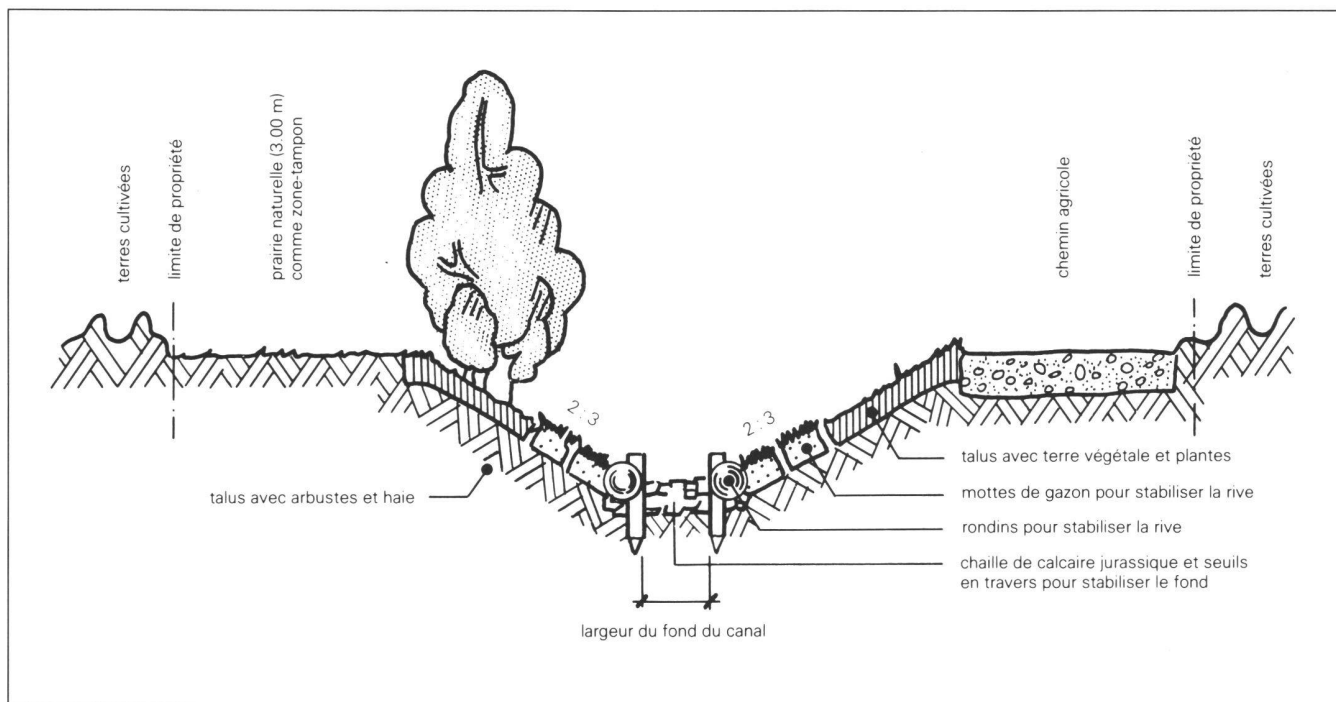 terres cultivées
limite de propriété
prairie naturelle (3.00 m)
comme zone-tampon
chemin agricole
limite de propriété
terres cultivées
2:3
2:3
talus avec arbustes et haie
talus avec terre végétale et plantes
mottes de gazon pour stabiliser la rive
rondins pour stabiliser la rive
chaille de calcaire jurassique et seuils
en travers pour stabiliser le fond
largeur du fond du canal